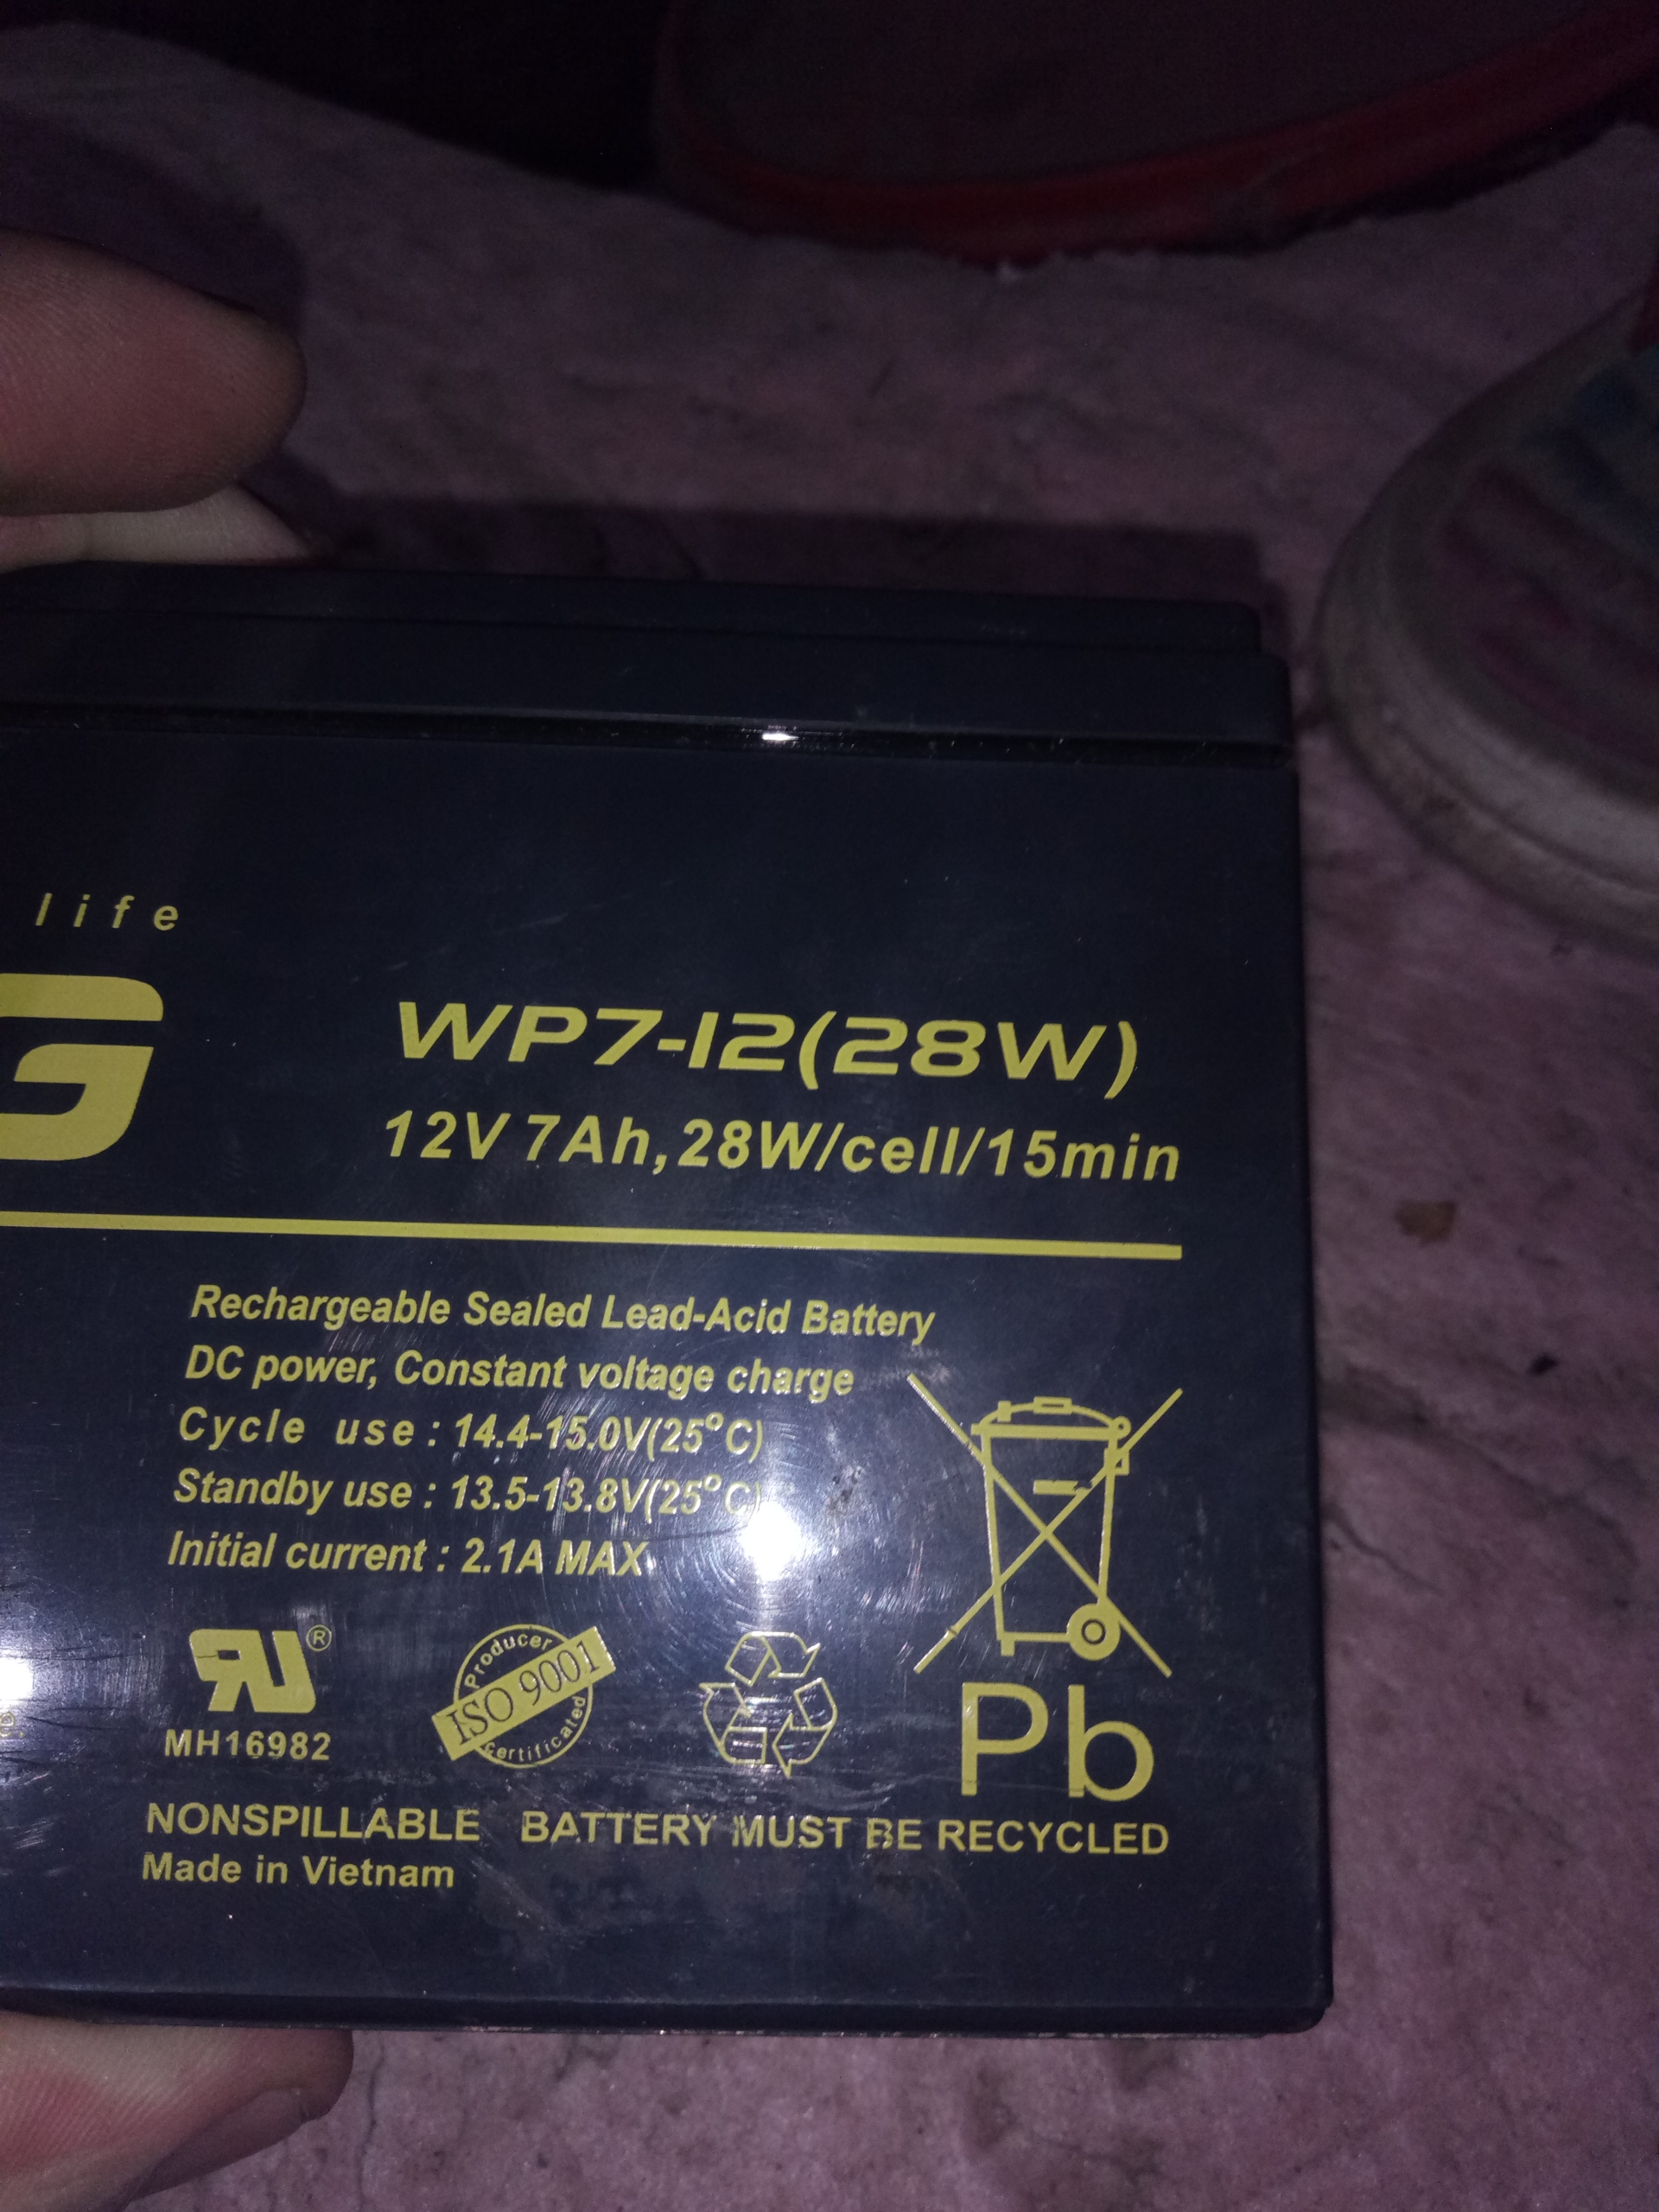 life
G
WP7-12(28W)
12V 7Ah,28W/cell/15min
Rechargeable Sealed Lead-Acid Battery
DC power, Constant voltage charge
Cycle use : 14.4-15.0V(25°C)
Standby use : 13.5-13.8V(25°C)
Initial current : 2.1A MAX
RU®
MH16982
Producer
ISO 9001
Certificated
Pb
NONSPILLABLE BATTERY MUST BE RECYCLED
Made in Vietnam